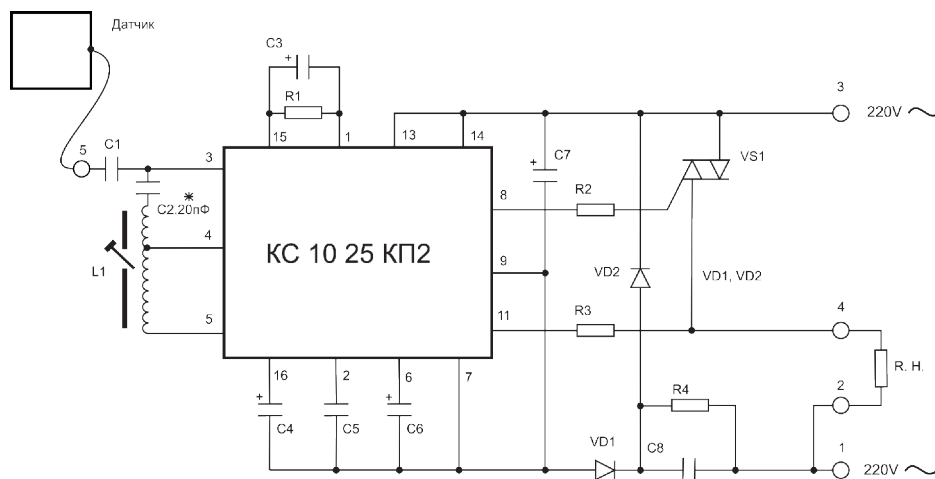 Датчик
C3
+
R1
15
1
13
14
3
220V
5
C1
3
C7
+
VS1
C2.20пФ
*
8
R2
4
КС 10 25 КП2
9
VD2
VD1, VD2
L1
5
11
R3
4
R. H.
16
2
6
7
R4
2
+
C4
C5
+
C6
VD1
C8
1
220V